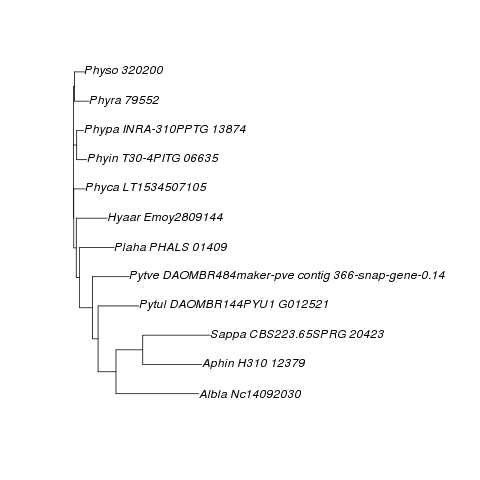 Physo 320200
Phyra 79552
Phypa INRA-310PPTG 13874
Phyin T30-4PITG 06635
Phyca LT1534507105
Hyaar Emoy2809144
Plaha PHALS 01409
Pytve DAOMBR484maker-pve contig 366-snap-gene-0.14
Pytul DAOMBR144PYU1 G012521
Sappa CBS223.65SPRG 20423
Aphin H310 12379
Albla Nc14092030